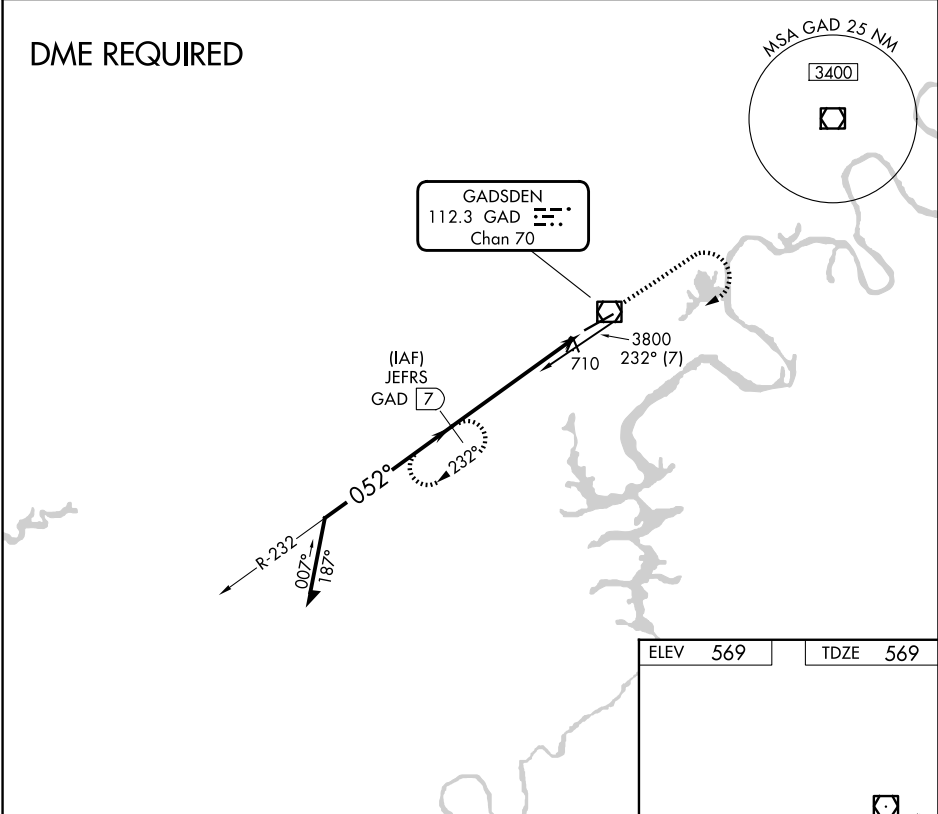 DME REQUIRED
MSA GAD 25 NM
3400
GADSDEN
112.3 GAD
Chan 70
3800
232° (7)
710
(IAF)
JEFRS
GAD 7
232°
052°
R-232
007°
187°
ELEV 569
TDZE 569